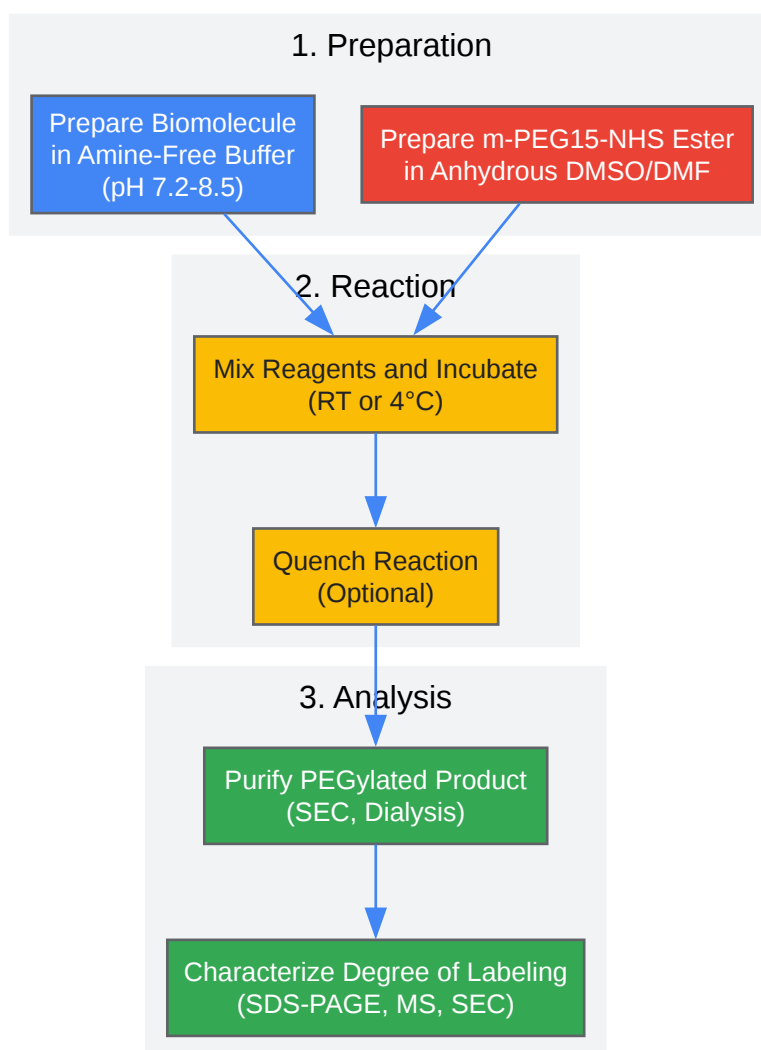 1. Preparation
Prepare Biomolecule
in Amine-Free Buffer
(pH 7.2-8.5)
Prepare m-PEG15-NHS Ester
in Anhydrous DMSO/DMF
2. Reaction
Mix Reagents and Incubate
(RT or 4°C)
Quench Reaction
(Optional)
3. Analysis
Purify PEGylated Product
(SEC, Dialysis)
Characterize Degree of Labeling
(SDS-PAGE, MS, SEC)